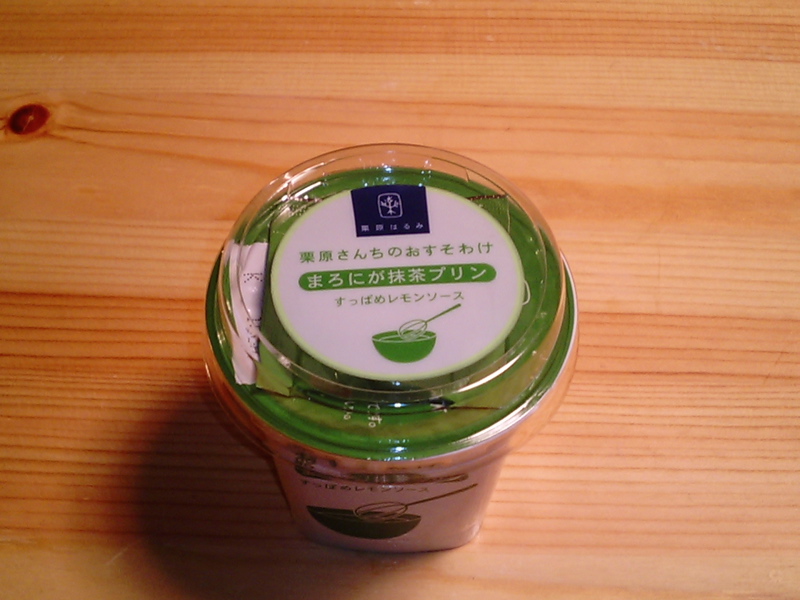 栗原はるみ
栗原さんちのおすそわけ
まろにが抹茶プリン
すっぱめレモンソース
すっぱめレモンソース